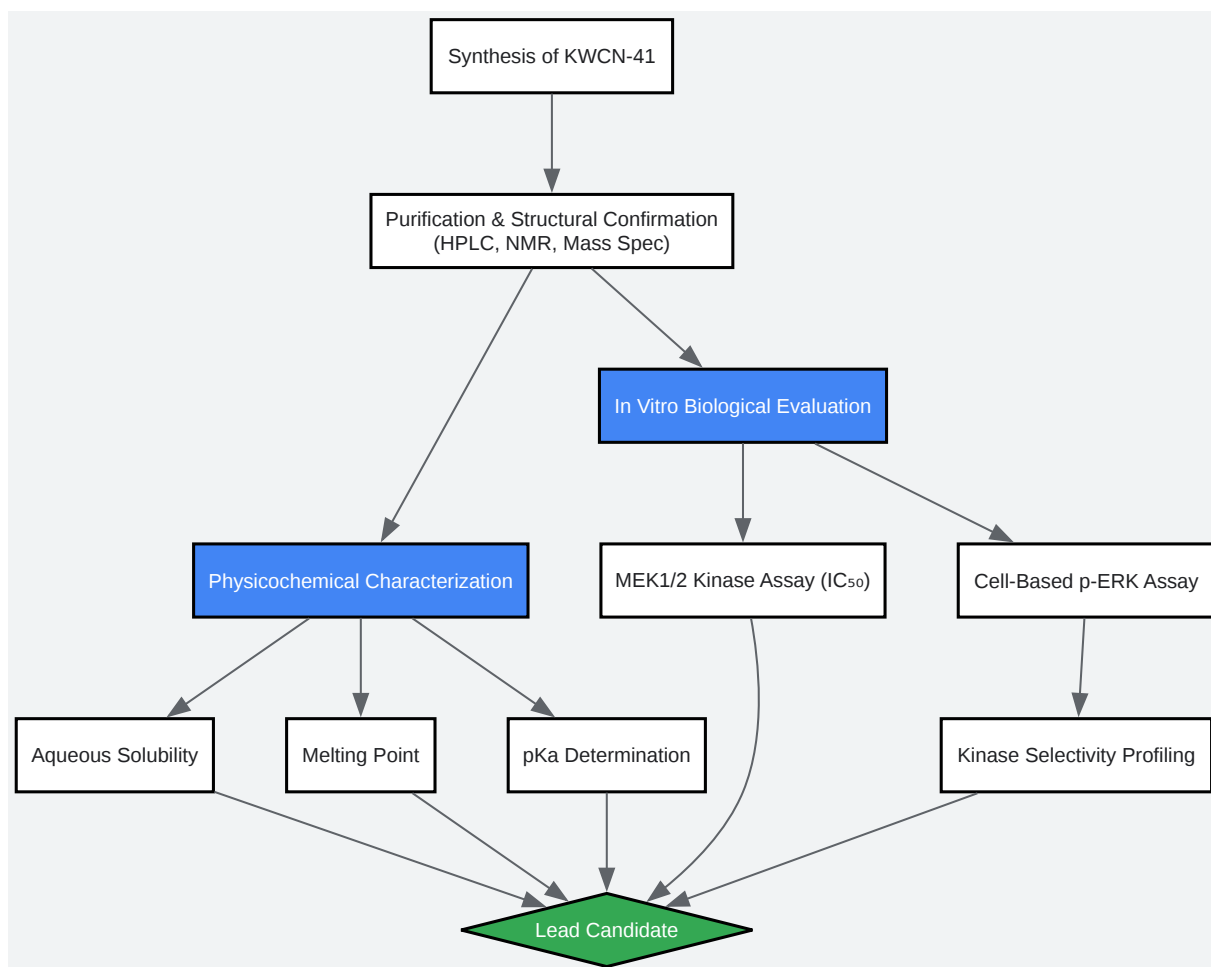 Synthesis of KWCN-41
Purification & Structural Confirmation
(HPLC, NMR, Mass Spec)
In Vitro Biological Evaluation
Physicochemical Characterization
MEK1/2 Kinase Assay (IC₅₀)
Cell-Based p-ERK Assay
Aqueous Solubility
Melting Point
pKa Determination
Kinase Selectivity Profiling
Lead Candidate